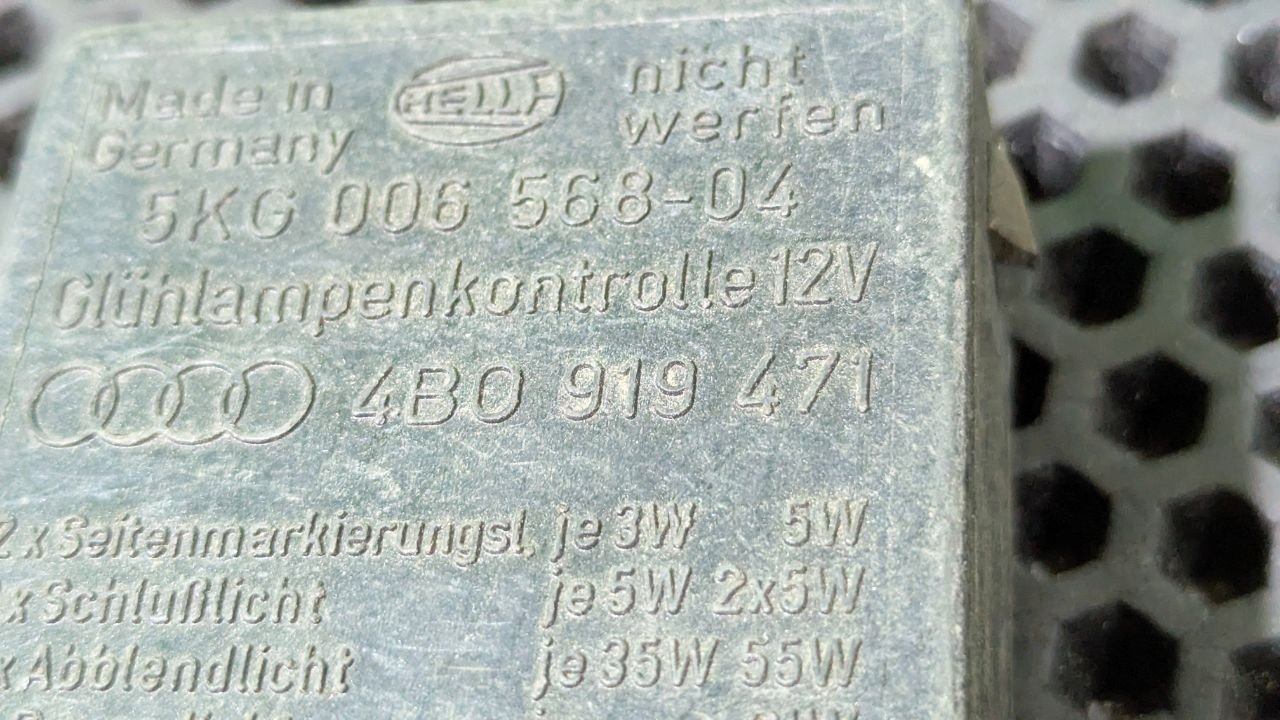 Made in
Germany
HELLA
nicht
werfen
5KG 006 568-04
Glühlampenkontrolle 12V
4B0 919 471
2 x Seitenmarkierungsl. je 3W 5W
x Schlußlicht je 5W 2x5W
x Abblendlicht je 35W 55W